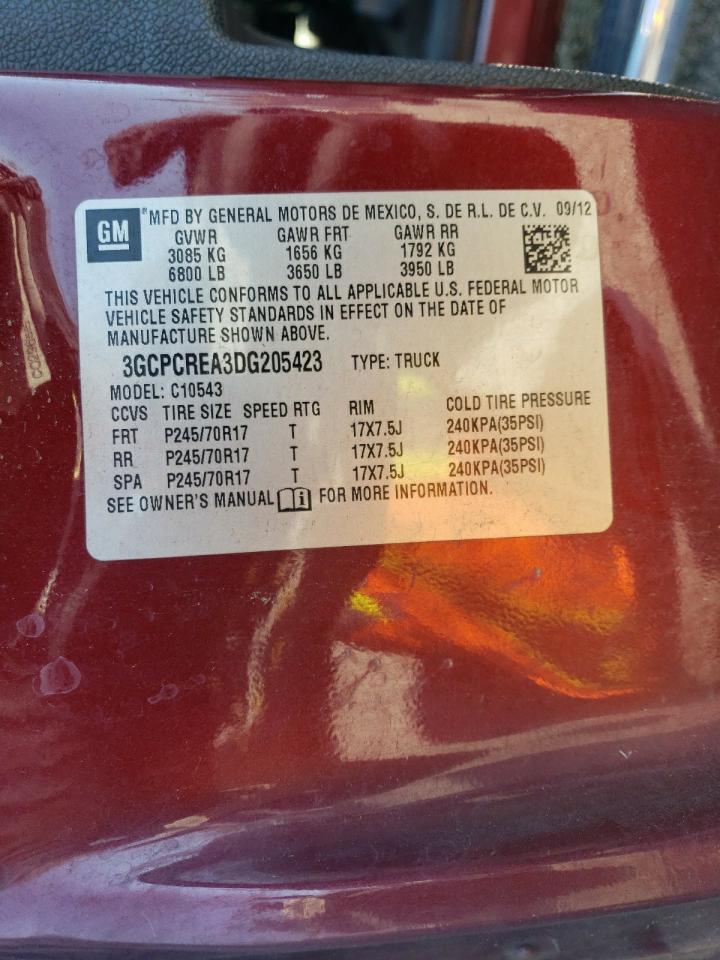 GM ® MFD BY GENERAL MOTORS DE MEXICO, S. DE R.L. DE C.V. 09/12
GVWR GAWR FRT GAWR RR
3085 KG 1656 KG 1792 KG
6800 LB 3650 LB 3950 LB
THIS VEHICLE CONFORMS TO ALL APPLICABLE U.S. FEDERAL MOTOR
VEHICLE SAFETY STANDARDS IN EFFECT ON THE DATE OF
MANUFACTURE SHOWN ABOVE.
3GCPCREA3DG205423 TYPE: TRUCK
MODEL: C10543
CCVS TIRE SIZE SPEED RTG RIM COLD TIRE PRESSURE
FRT P245/70R17 T 17X7.5J 240KPA(35PSI)
RR P245/70R17 T 17X7.5J 240KPA(35PSI)
SPA P245/70R17 T 17X7.5J 240KPA(35PSI)
SEE OWNER'S MANUAL i FOR MORE INFORMATION.